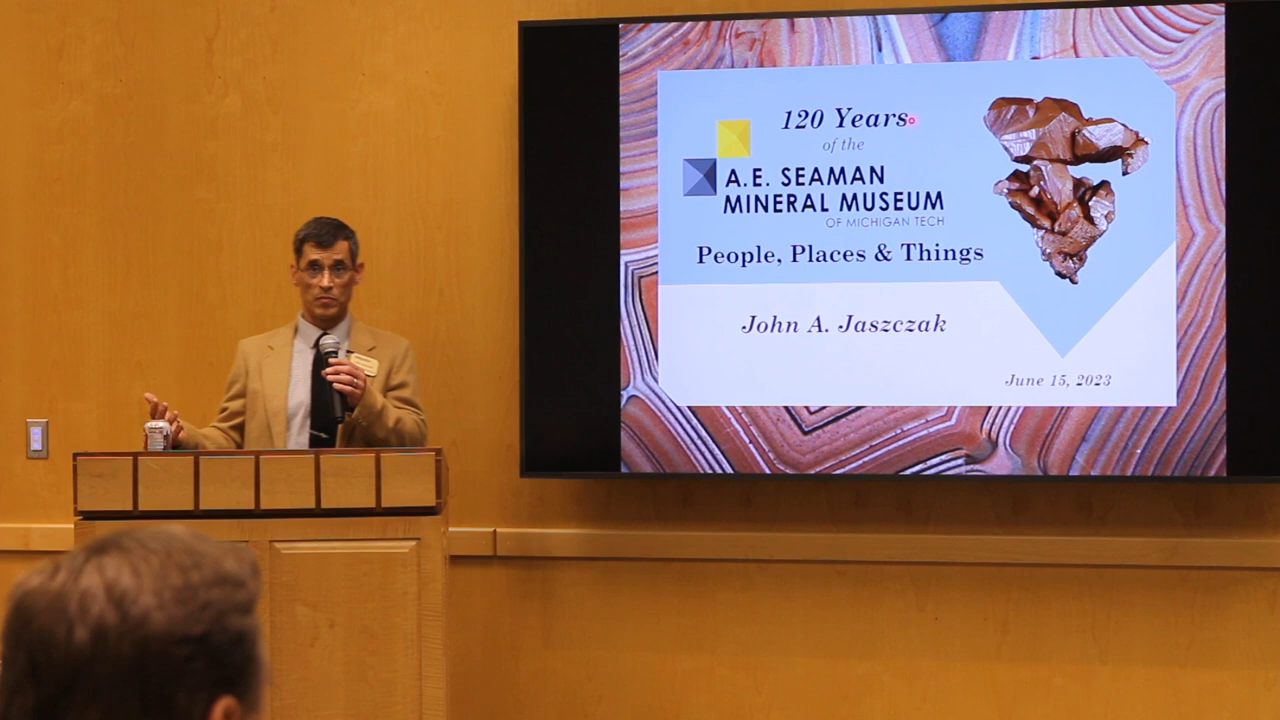 120 Years
of the
A.E. SEAMAN
MINERAL MUSEUM
OF MICHIGAN TECH
People, Places & Things
John A. Jaszczak
June 15, 2023